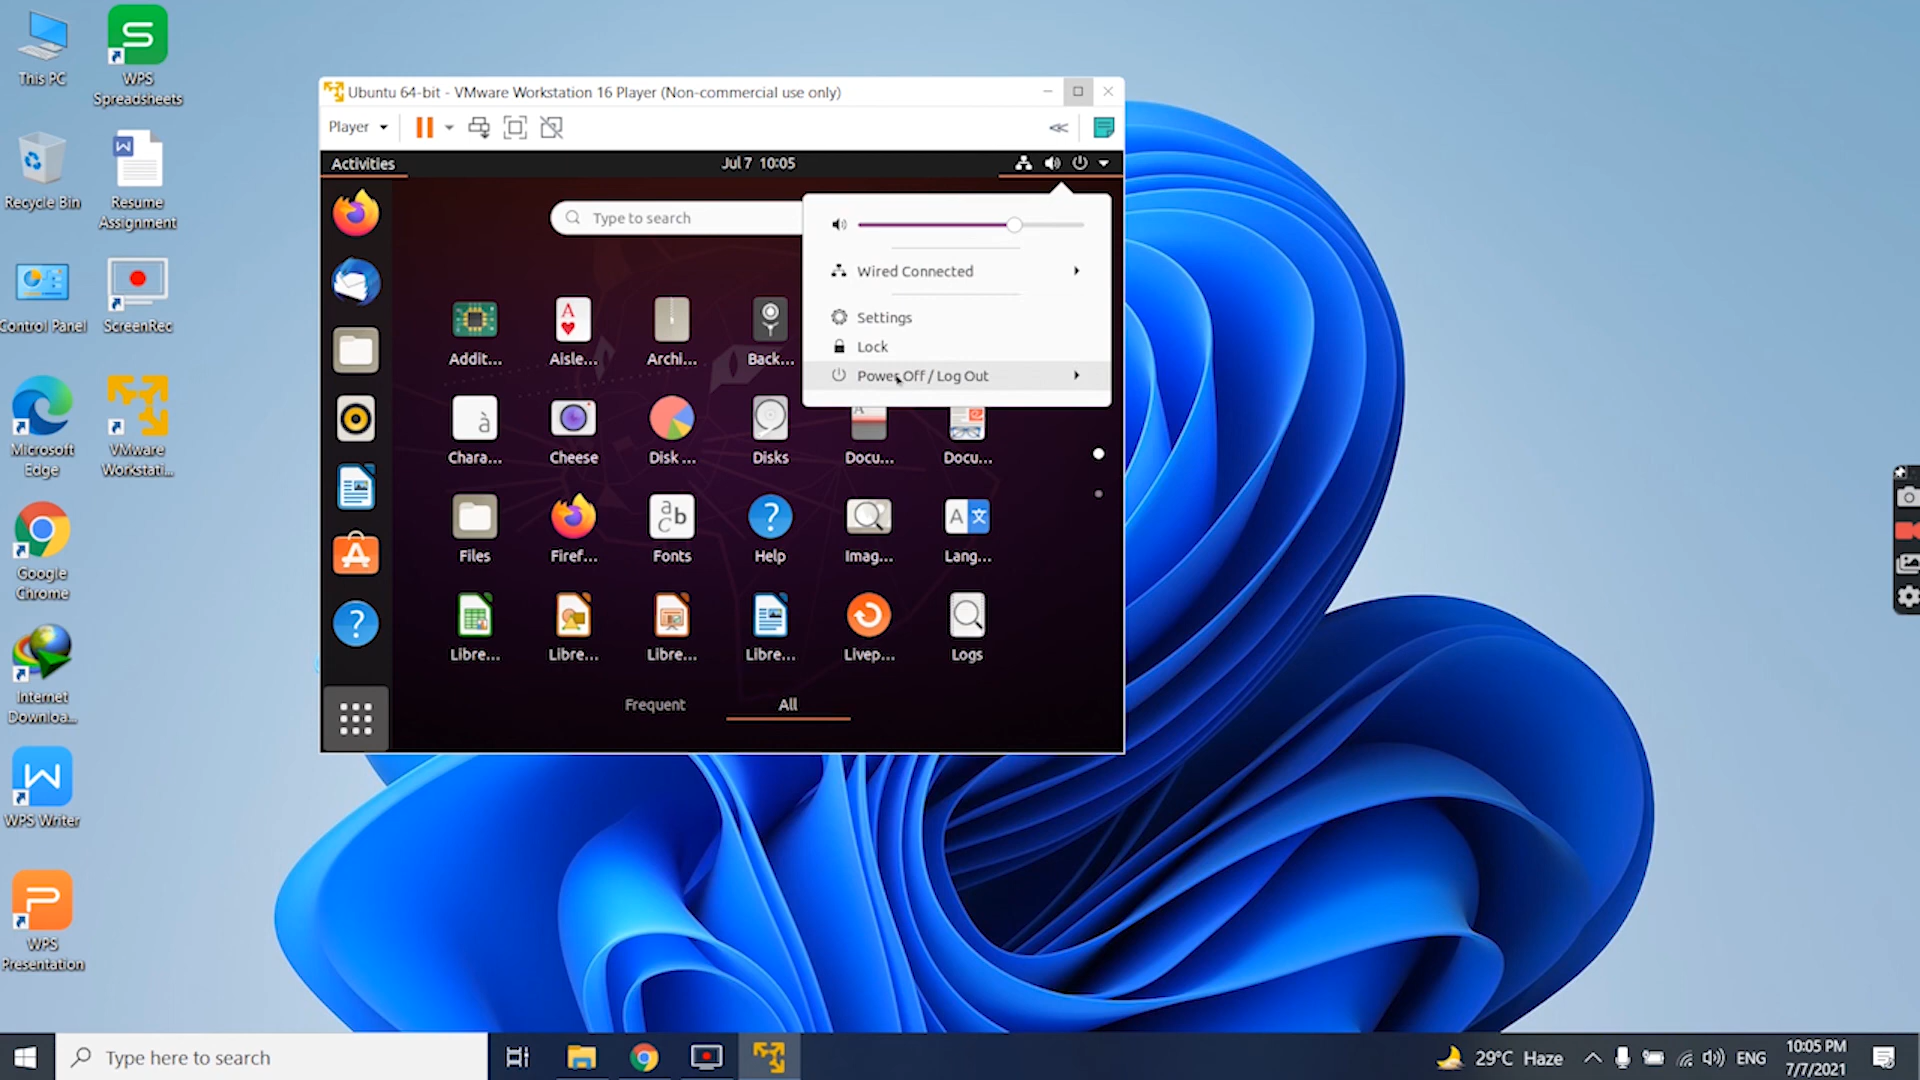 This PC
WPS
Spreadsheets
Recycle Bin
Resume
Assignment
Control Panel
ScreenRec
Microsoft
Edge
VMware
Workstati...
Google
Chrome
Internet
Downloa...
WPS Writer
WPS
Presentation
Ubuntu 64-bit - VMware Workstation 16 Player (Non-commercial use only)
Player
Activities
Jul 7 10:05
Type to search
Wired Connected
Settings
Lock
Power Off / Log Out
Addit...
Aisle...
Archi...
Back...
Chara...
Cheese
Disk ...
Disks
Docu...
Docu...
Files
Firef...
Fonts
Help
Imag...
Lang...
Libre...
Libre...
Libre...
Libre...
Livep...
Logs
Frequent
All
Type here to search
29°C Haze
ENG
10:05 PM
7/7/2021